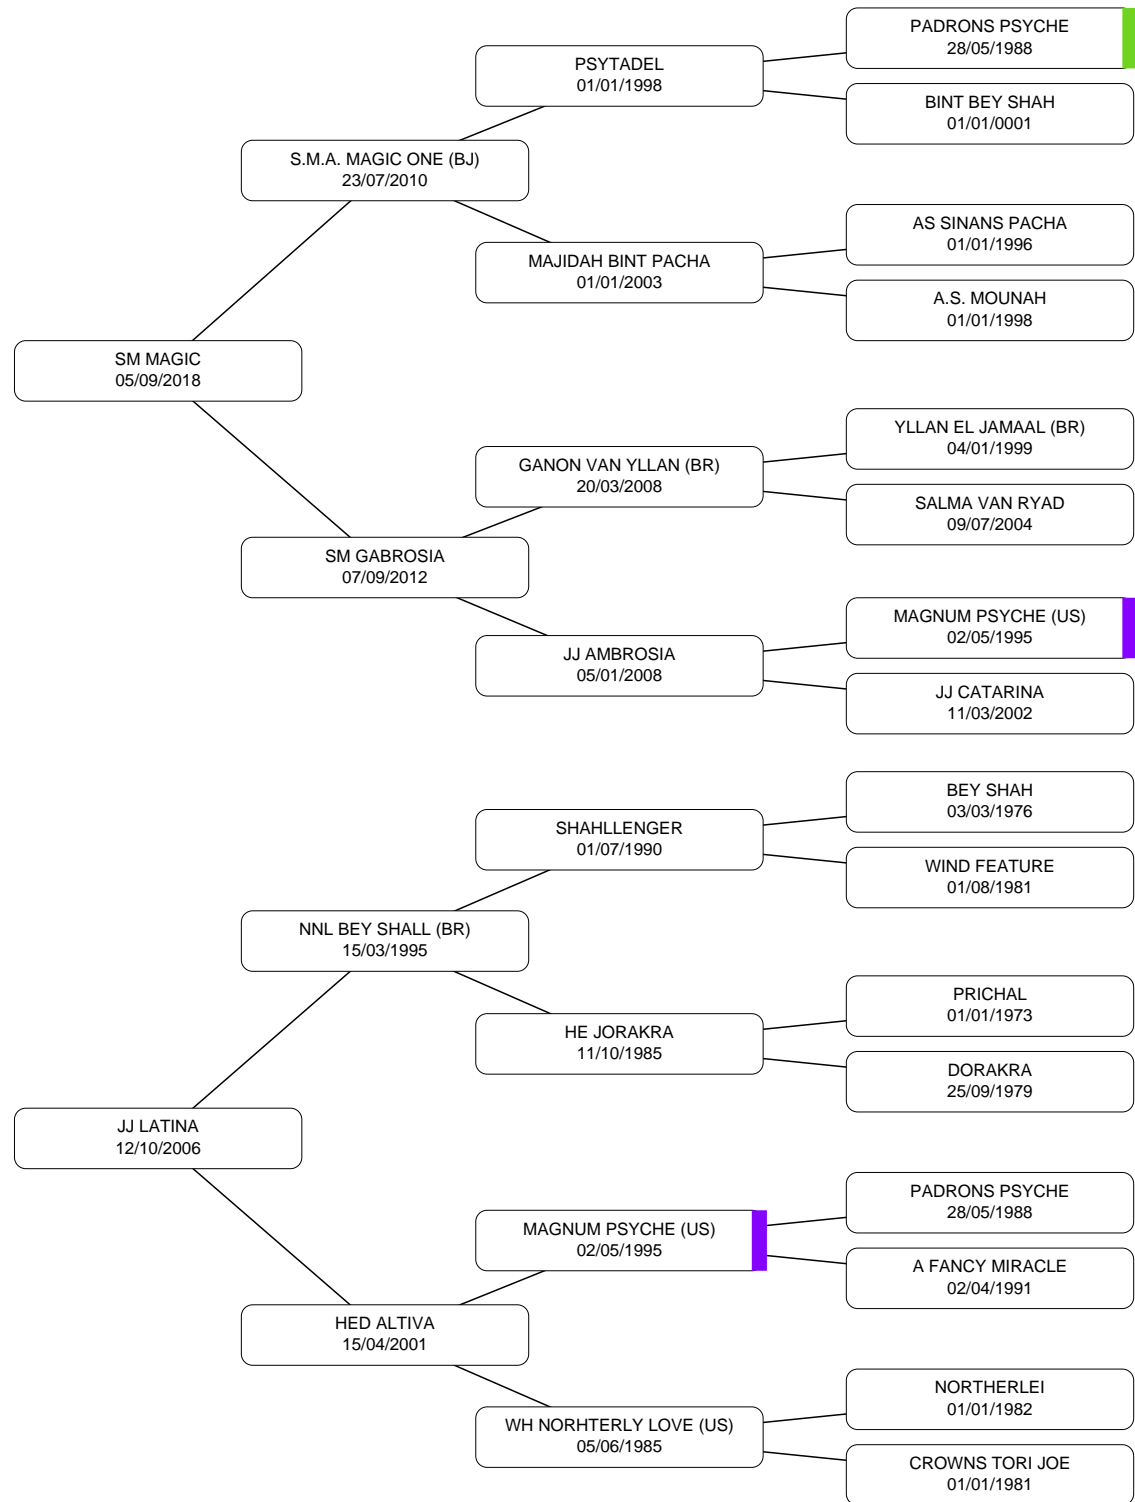 PADRONS PSYCHE
28/05/1988
PSYTADEL
01/01/1998
BINT BEY SHAH
01/01/0001
S.M.A. MAGIC ONE (BJ)
23/07/2010
AS SINANS PACHA
01/01/1996
MAJIDAH BINT PACHA
01/01/2003
A.S. MOUNAH
01/01/1998
SM MAGIC
05/09/2018
YLLAN EL JAMAAL (BR)
04/01/1999
GANON VAN YLLAN (BR)
20/03/2008
SALMA VAN RYAD
09/07/2004
SM GABROSIA
07/09/2012
MAGNUM PSYCHE (US)
02/05/1995
JJ AMBROSIA
05/01/2008
JJ CATARINA
11/03/2002
BEY SHAH
03/03/1976
SHAHLLENGER
01/07/1990
WIND FEATURE
01/08/1981
NNL BEY SHALL (BR)
15/03/1995
PRICHAL
01/01/1973
HE JORAKRA
11/10/1985
DORAKRA
25/09/1979
JJ LATINA
12/10/2006
PADRONS PSYCHE
28/05/1988
MAGNUM PSYCHE (US)
02/05/1995
A FANCY MIRACLE
02/04/1991
HED ALTIVA
15/04/2001
NORTHERLEI
01/01/1982
WH NORHTERLY LOVE (US)
05/06/1985
CROWNS TORI JOE
01/01/1981